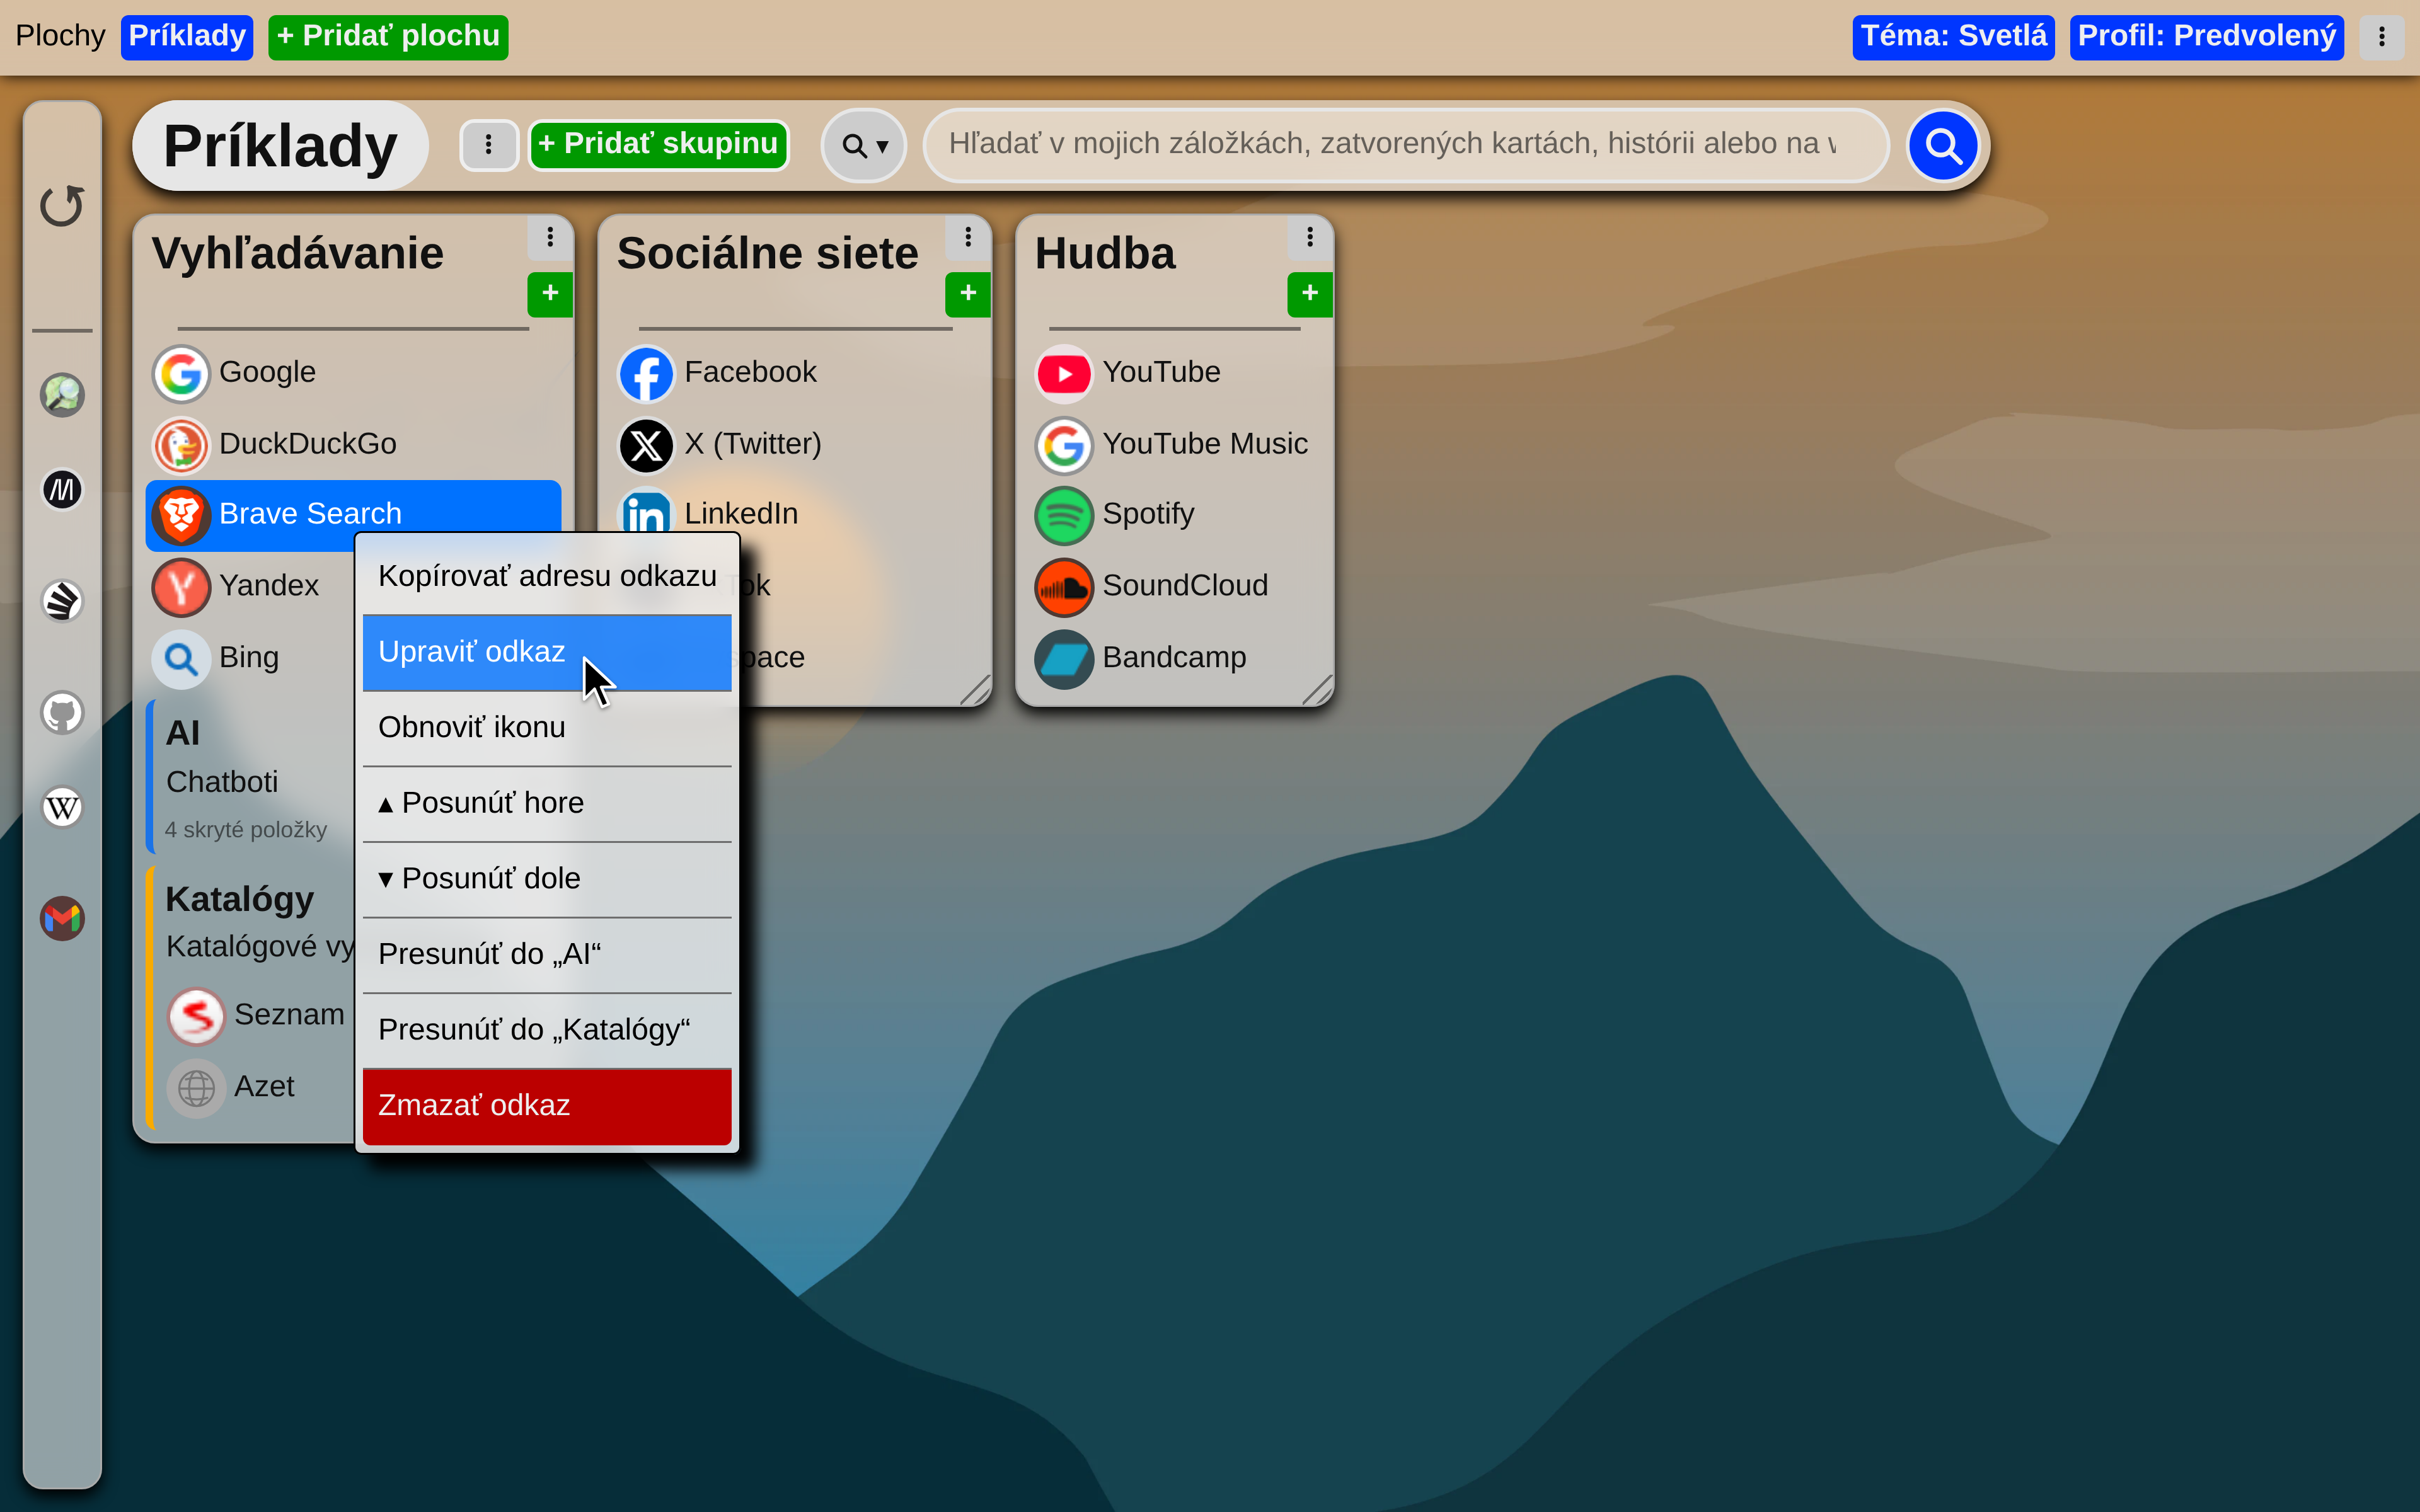 Plochy Príklady + Pridať plochu Téma: Svetlá Profil: Predvolený
Príklady + Pridať skupinu Hľadať v mojich záložkách, zatvorených kartách, histórii alebo na
Vyhľadávanie
+
Google
DuckDuckGo
Brave Search
Yandex
Bing
AI
Chatboti
4 skryté položky
Katalógy
Katalógové
Seznam
Azet
Sociálne siete
+
Facebook
X (Twitter)
LinkedIn
Hudba
+
YouTube
YouTube Music
Spotify
SoundCloud
Bandcamp
Kopírovať adresu odkazu
Upraviť odkaz
Obnoviť ikonu
▲ Posunúť hore
▼ Posunúť dole
Presunúť do „AI“
Presunúť do „Katalógy“
Zmazať odkaz